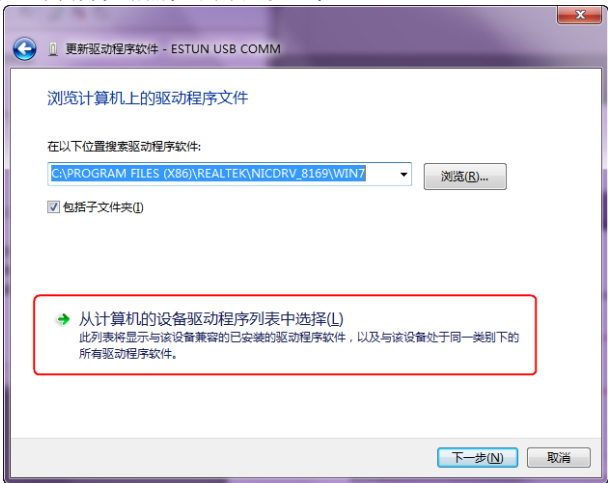 更新驱动程序软件 - ESTUN USB COMM
浏览计算机上的驱动程序文件
在以下位置搜索驱动程序软件:
C:\PROGRAM FILES (X86)\REALTEK\NICDRV_8169\WIN7
浏览(R)...
包括子文件夹(I)
从计算机的设备驱动程序列表中选择(L)
此列表将显示与该设备兼容的已安装的驱动程序软件，以及与该设备处于同一类别下的
所有驱动程序软件。
下一步(N)
取消